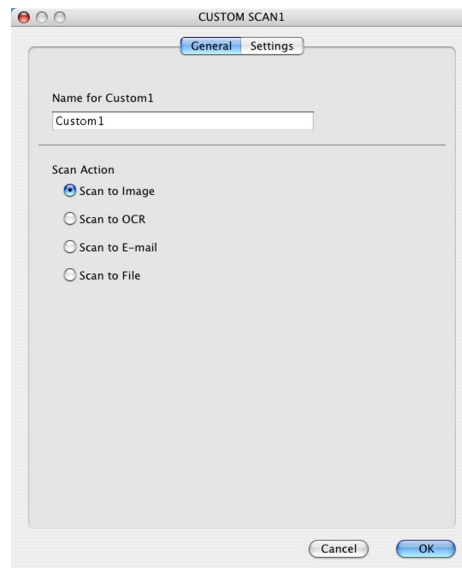 CUSTOM SCAN1
General Settings
Name for Custom1
Custom1
Scan Action
Scan to Image
Scan to OCR
Scan to E-mail
Scan to File
Cancel OK